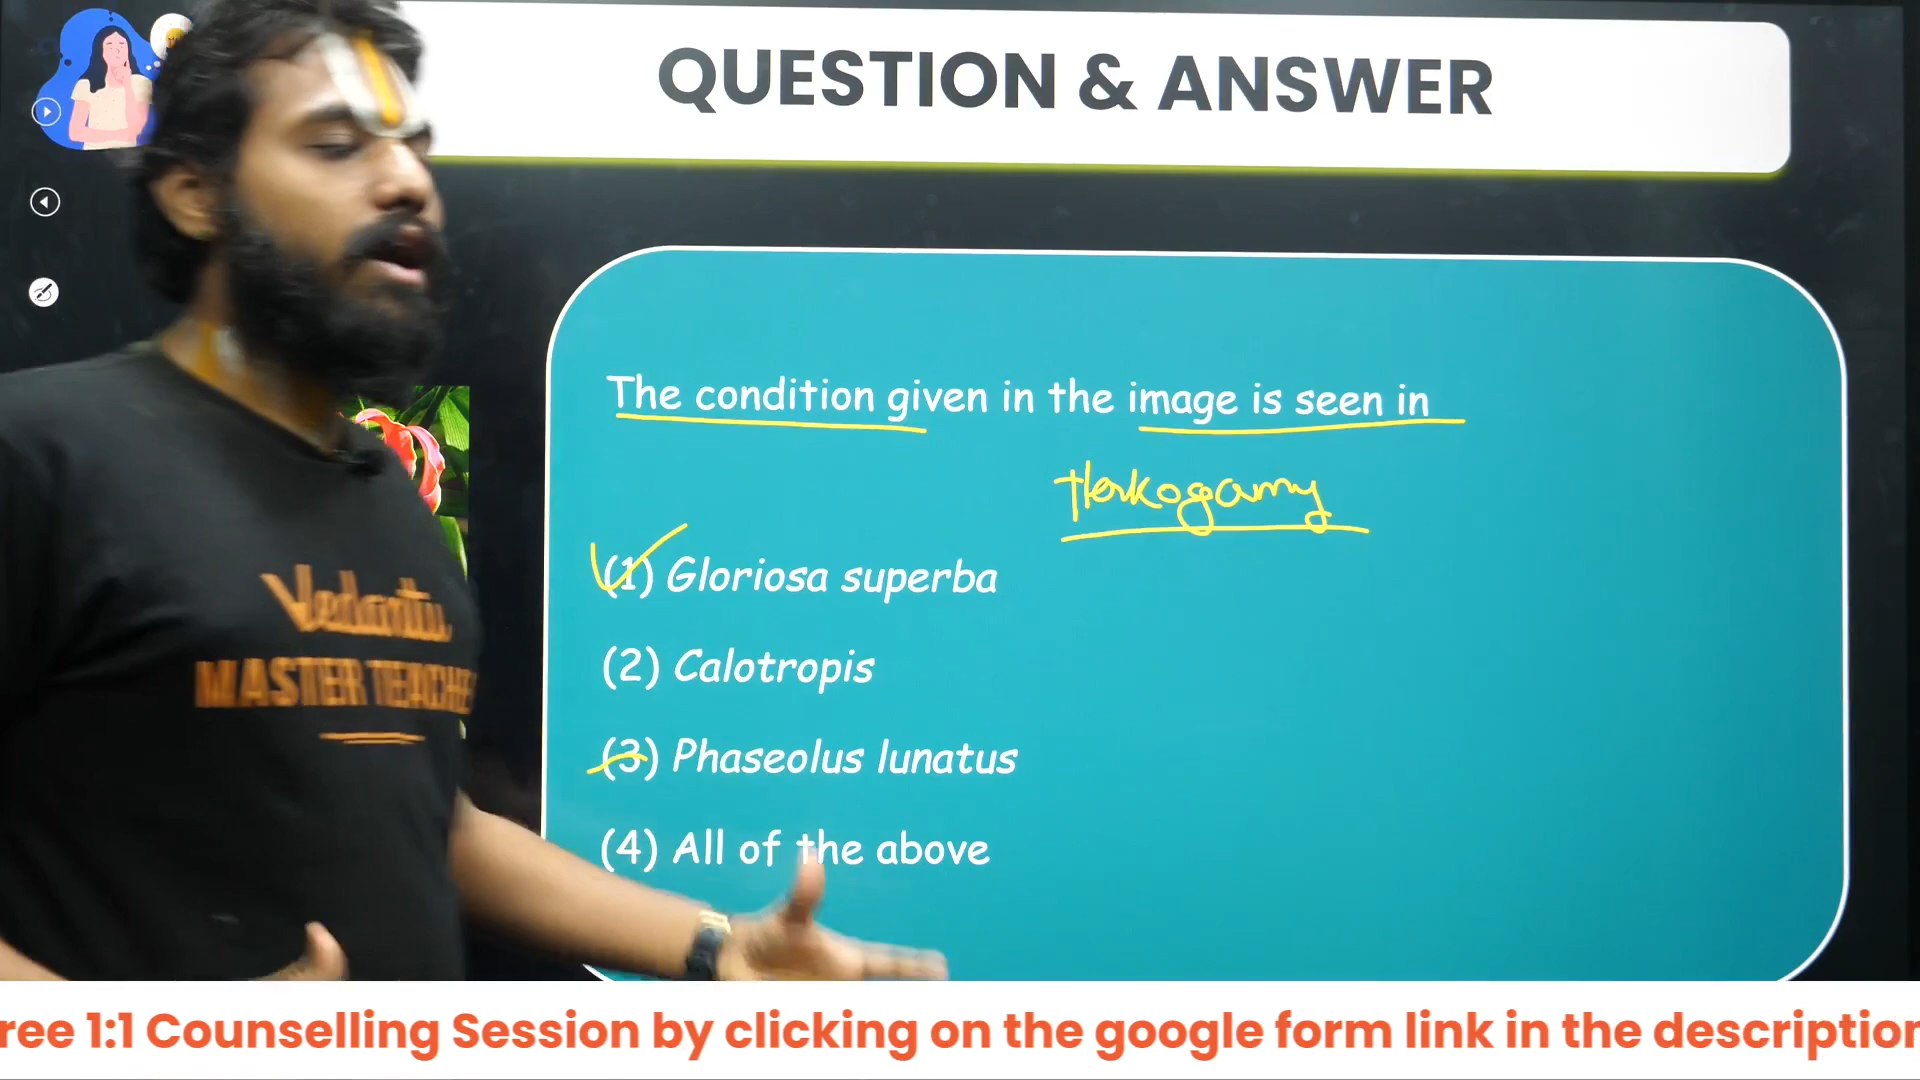 QUESTION & ANSWER
The condition given in the image is seen in
Herkogamy
(1) Gloriosa superba
(2) Calotropis
(3) Phaseolus lunatus
(4) All of the above
Vedantu
MASTER TEACHE
ree 1:1 Counselling Session by clicking on the google form link in the description